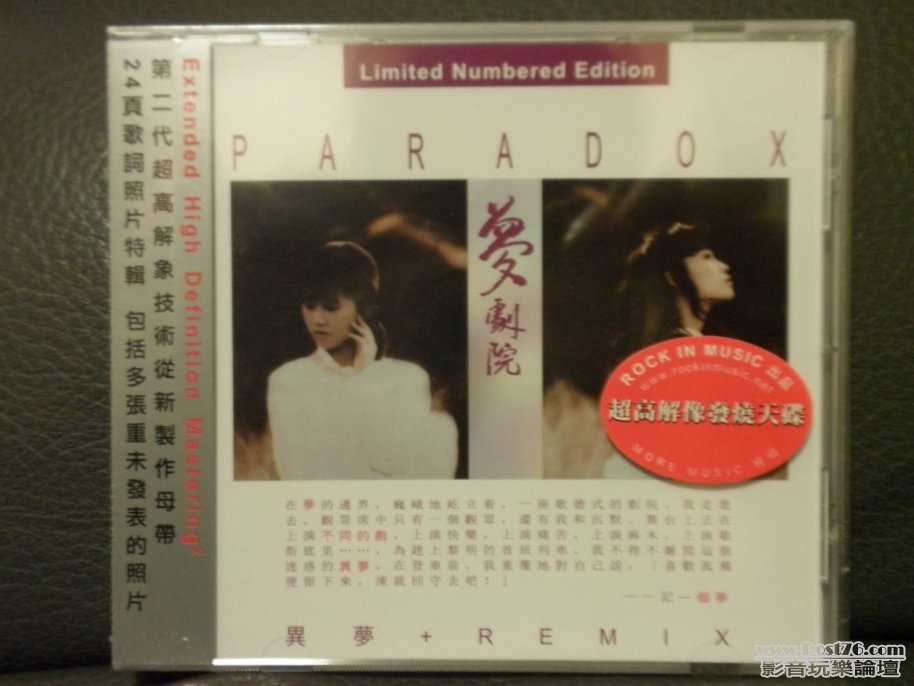 Limited Numbered Edition
PARADOX
夢劇院
Extended High Definition Mastering²
第二代超高解象技術從新製作母帶
24頁歌詞照片特輯 包括多張重未發表的照片
ROCK IN MUSIC 出品
www.rockinmusic.net
超高解像發燒天碟
MORE MUSIC
在夢的邊界，巍峨地屹立着，一座歌德式的劇院，我走進
去，觀眾席中只有一個觀眾，還有我和沉默，舞台上正在
上演不同的戲，上演快樂，上演痛苦，上演麻木，上演歇
斯底里……，為趕上黎明的首班列車，我不得不離開這個
迷惑的異夢，在登車前，我重覆地對自己說：「喜歡孤獨
便留下來，凍就回守去吧！」
——記一個夢
異夢+REMIX
www.Post76.com
影音玩樂論壇